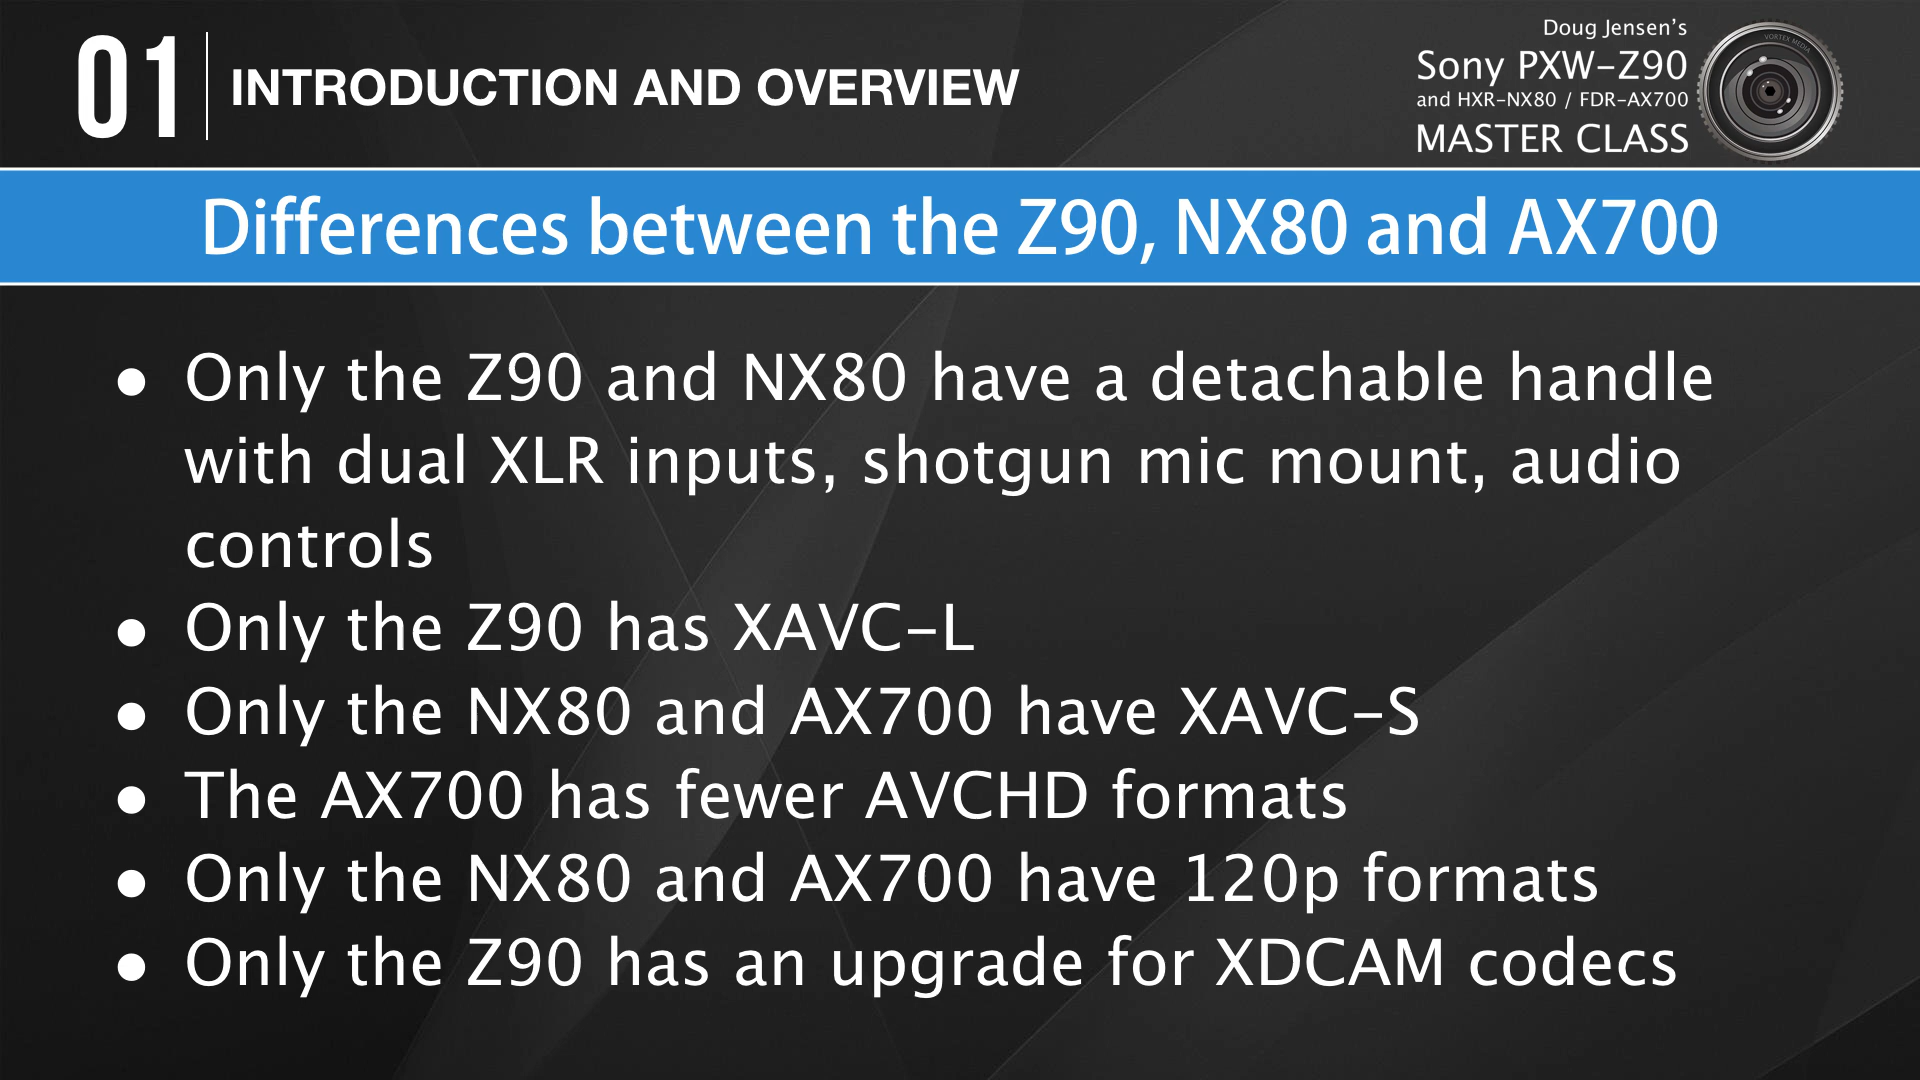 01
INTRODUCTION AND OVERVIEW
Doug Jensen's
Sony PXW-Z90
and HXR-NX80 / FDR-AX700
MASTER CLASS
VORTEX MEDIA
Differences between the Z90, NX80 and AX700
• Only the Z90 and NX80 have a detachable handle
with dual XLR inputs, shotgun mic mount, audio
controls
• Only the Z90 has XAVC-L
• Only the NX80 and AX700 have XAVC-S
• The AX700 has fewer AVCHD formats
• Only the NX80 and AX700 have 120p formats
• Only the Z90 has an upgrade for XDCAM codecs